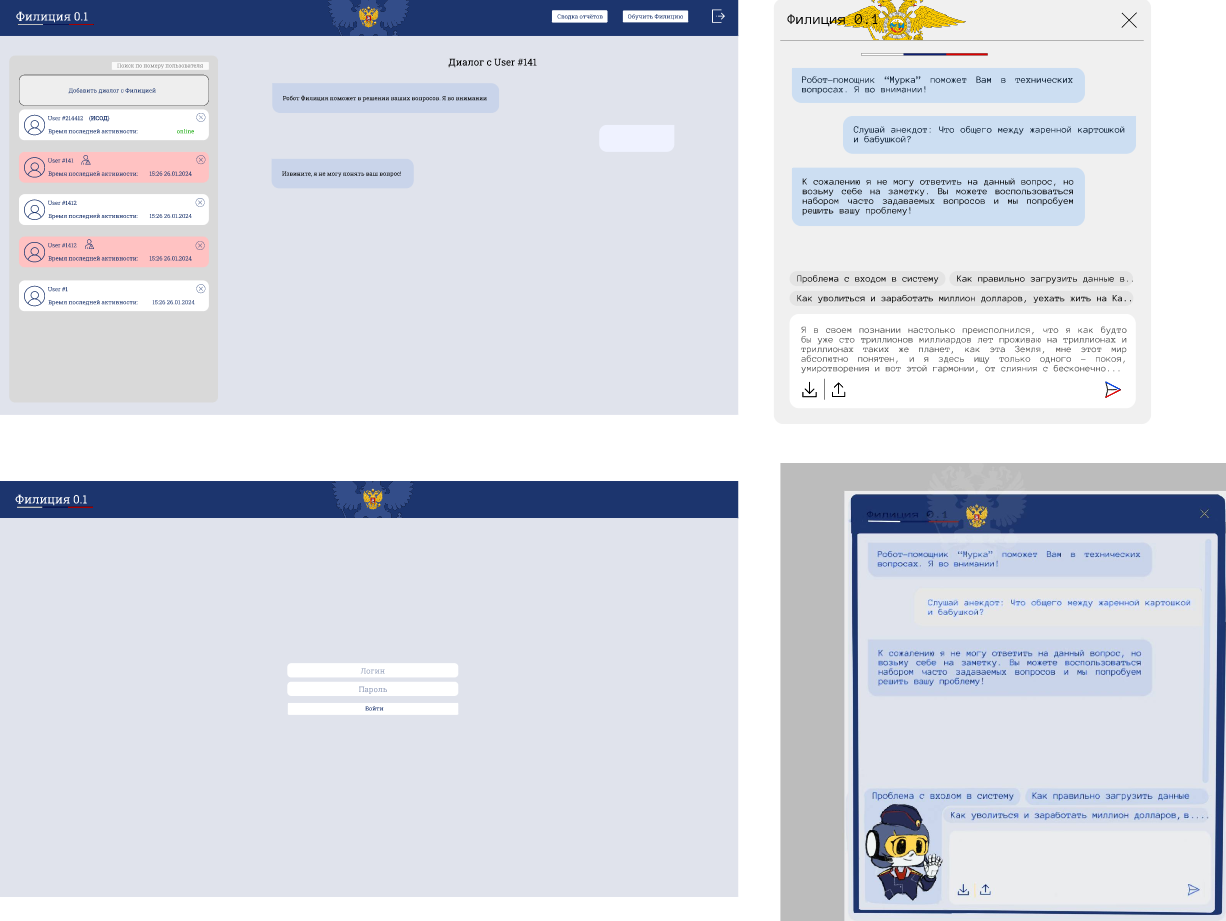 Филиция 0.1
Сводка отчётов
Обучить Филицию
Поиск по номеру пользователя
Добавить диалог с Филицией
User #214412 (ИСОД)
Время последней активности: online
User #141
Время последней активности: 15:26 26.01.2024
User #1412
Время последней активности: 15:26 26.01.2024
User #1412
Время последней активности: 15:26 26.01.2024
User #1
Время последней активности: 15:26 26.01.2024
Диалог с User #141
Робот Филиция поможет в решении ваших вопросов. Я во внимании
Извините, я не могу понять ваш вопрос!
Филиция 0.1
Робот-помощник “Мурка” поможет Вам в технических
вопросах. Я во внимании!
Слушай анекдот: Что общего между жаренной картошкой
и бабушкой?
К сожалению я не могу ответить на данный вопрос, но
возьму себе на заметку. Вы можете воспользоваться
набором часто задаваемых вопросов и мы попробуем
решить вашу проблему!
Проблема с входом в систему
Как правильно загрузить данные в..
Как уволиться и заработать миллион долларов, уехать жить на Ка..
Я в своем познании настолько преисполнился, что я как будто
бы уже сто триллионов миллиардов лет проживаю на триллионах и
триллионах таких же планет, как эта Земля, мне этот мир
абсолютно понятен, и я здесь ищу только одного - покоя,
умиротворения и вот этой гармонии, от слияния с бесконечно...
Филиция 0.1
Логин
Пароль
Войти
Филиция 0.1
Робот-помощник “Мурка” поможет Вам в технических
вопросах. Я во внимании!
Слушай анекдот: Что общего между жаренной картошкой
и бабушкой?
К сожалению я не могу ответить на данный вопрос, но
возьму себе на заметку. Вы можете воспользоваться
набором часто задаваемых вопросов и мы попробуем
решить вашу проблему!
Проблема с входом в систему
Как правильно загрузить данные
Как уволиться и заработать миллион долларов, в....